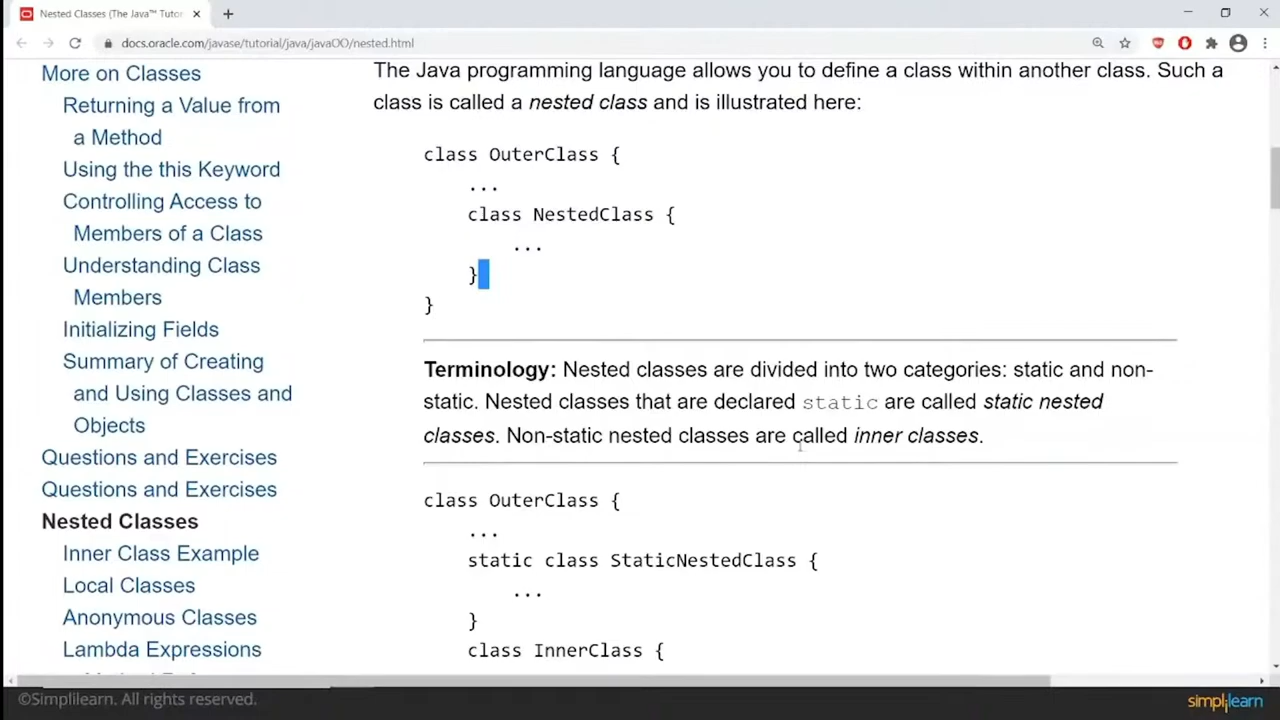 Nested Classes (The Java™ Tutor
docs.oracle.com/javase/tutorial/java/javaOO/nested.html
More on Classes
Returning a Value from
a Method
Using the this Keyword
Controlling Access to
Members of a Class
Understanding Class
Members
Initializing Fields
Summary of Creating
and Using Classes and
Objects
Questions and Exercises
Questions and Exercises
Nested Classes
Inner Class Example
Local Classes
Anonymous Classes
Lambda Expressions
The Java programming language allows you to define a class within another class. Such a
class is called a nested class and is illustrated here:
class OuterClass {
...
class NestedClass {
...
}
}
Terminology: Nested classes are divided into two categories: static and non-
static. Nested classes that are declared static are called static nested
classes. Non-static nested classes are called inner classes.
class OuterClass {
...
static class StaticNestedClass {
...
}
class InnerClass {
©Simplilearn. All rights reserved.
simplilearn